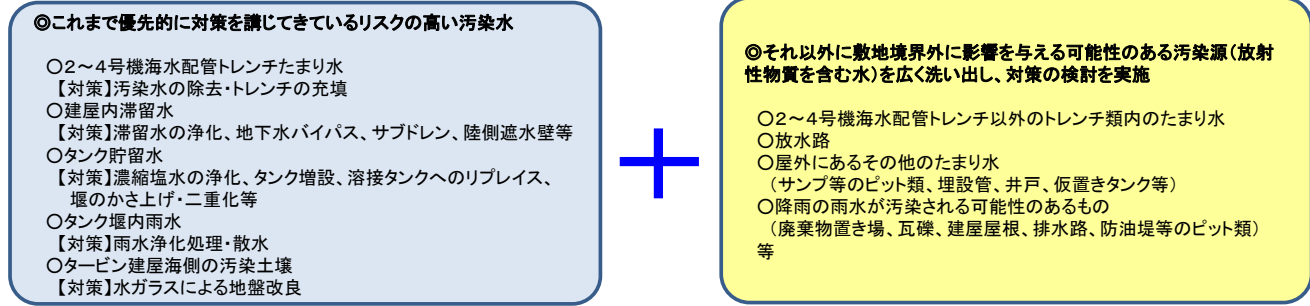 ◎これまで優先的に対策を講じてきているリスクの高い汚染水
○２～４号機海水配管トレンチたまり水
【対策】汚染水の除去・トレンチの充填
○建屋内滞留水
【対策】滞留水の浄化、地下水バイパス、サブドレン、陸側遮水壁等
○タンク貯留水
【対策】濃縮塩水の浄化、タンク増設、溶接タンクへのリプレイス、
堰のかさ上げ・二重化等
○タンク堰内雨水
【対策】雨水浄化処理・散水
○タービン建屋海側の汚染土壌
【対策】水ガラスによる地盤改良
＋
◎それ以外に敷地境界外に影響を与える可能性のある汚染源（放射
性物質を含む水）を広く洗い出し、対策の検討を実施
○２～４号機海水配管トレンチ以外のトレンチ類内のたまり水
○放水路
○屋外にあるその他のたまり水
（サンプ等のピット類、埋設管、井戸、仮置きタンク等）
○降雨の雨水が汚染される可能性のあるもの
（廃棄物置き場、瓦礫、建屋屋根、排水路、防油堤等のピット類）
等